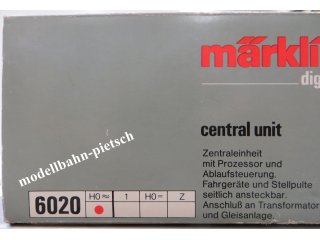 märkli
dig
central unit
Zentraleinheit
mit Prozessor und
Ablaufsteuerung.
Fahrgeräte und Stellpulte
seitlich ansteckbar.
Anschluß an Transformator
und Gleisanlage.
modellbahn-pietsch
6020 H0≈ 1 H0= Z